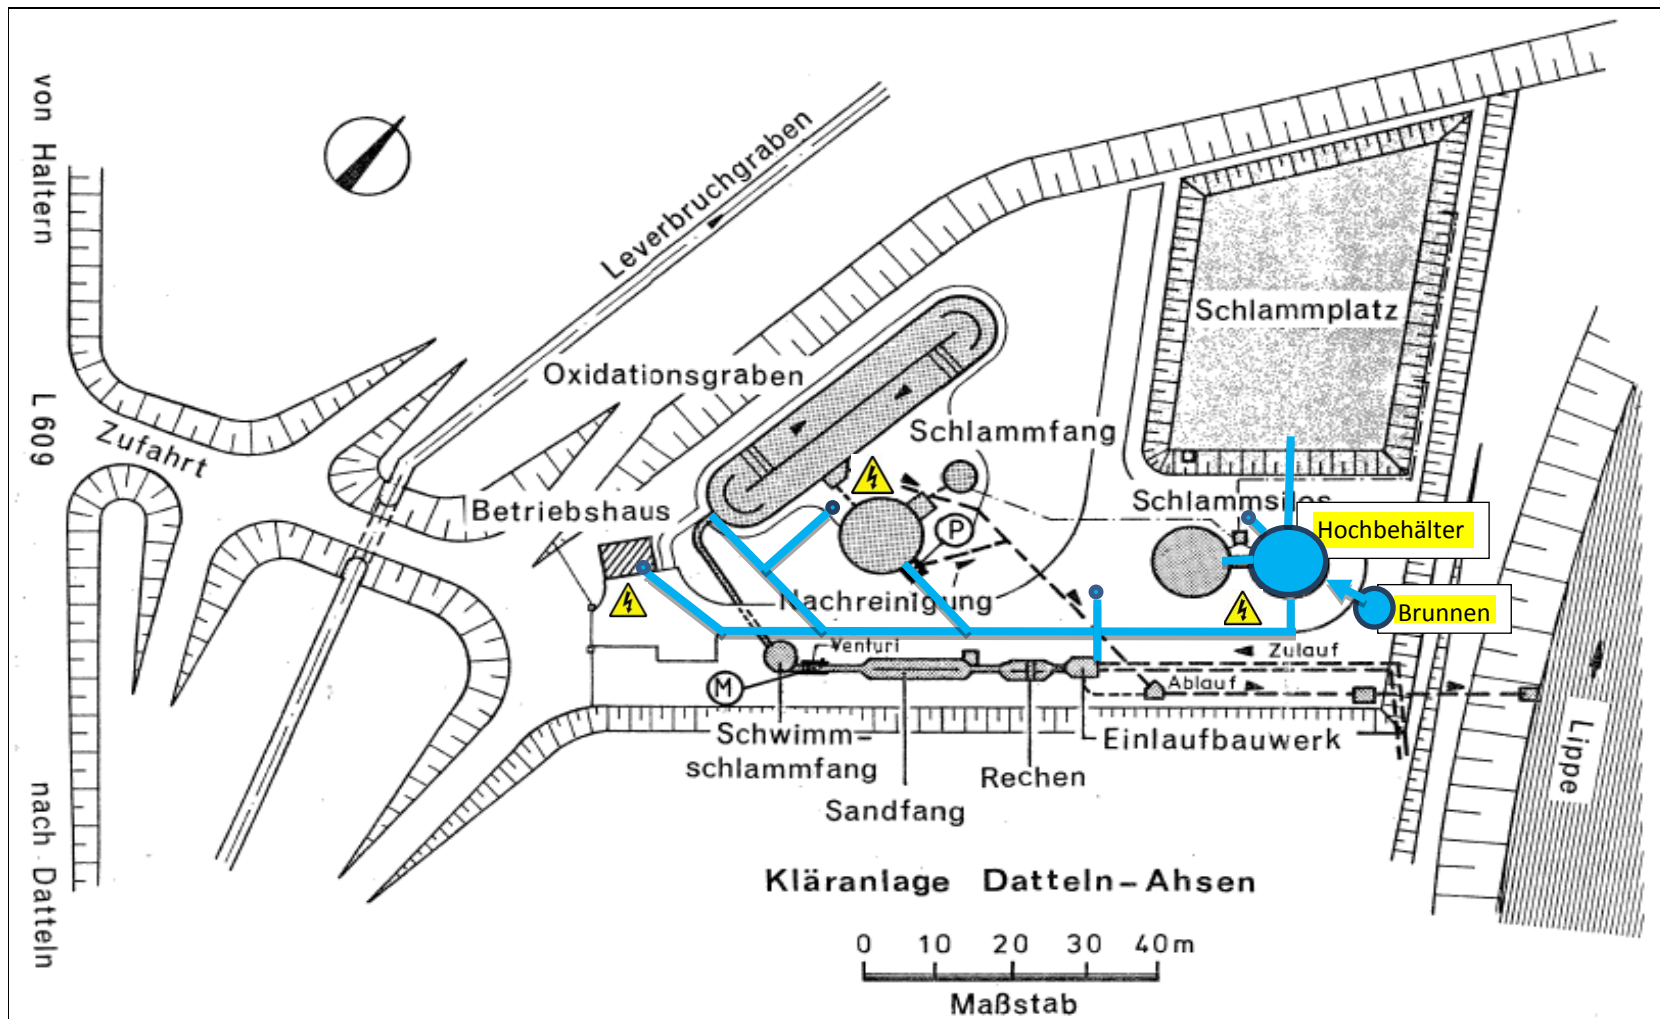 von Haltern
L 609
nach Datteln
Zufahrt
Leverbruchgraben
Oxidationsgraben
Schlammplatz
Schlammfang
Betriebshaus
Schlammsilos
Hochbehälter
P
Brunnen
Nachreinigung
Venturi
Zulauf
M
Ablauf
Schwimm-
schlammfang
Einlaufbauwerk
Rechen
Sandfang
Lippe
Kläranlage Datteln-Ahsen
0 10 20 30 40m
Maßstab